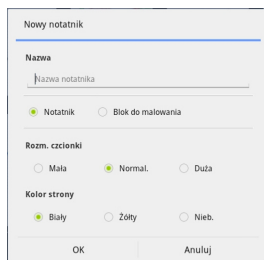 Nowy notatnik
Nazwa
Nazwa notatnika
Notatnik Blok do malowania
Rozm. czcionki
Mała Normal. Duża
Kolor strony
Biały Żółty Nieb.
OK Anuluj